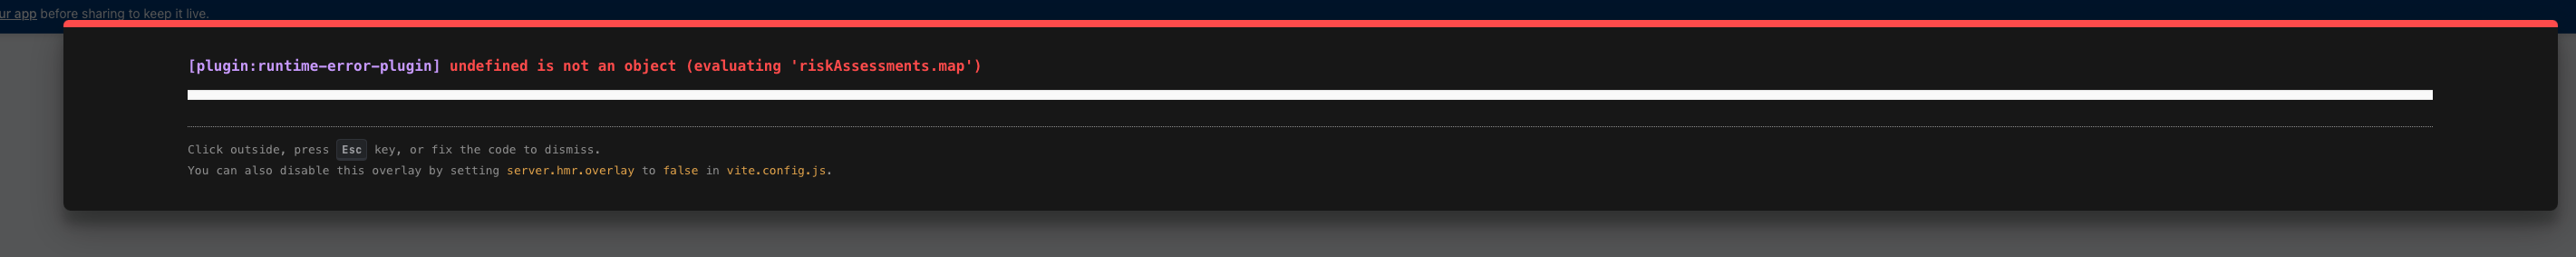 ur app before sharing to keep it live.
[plugin:runtime-error-plugin] undefined is not an object (evaluating 'riskAssessments.map')
Click outside, press Esc key, or fix the code to dismiss.
You can also disable this overlay by setting server.hmr.overlay to false in vite.config.js.